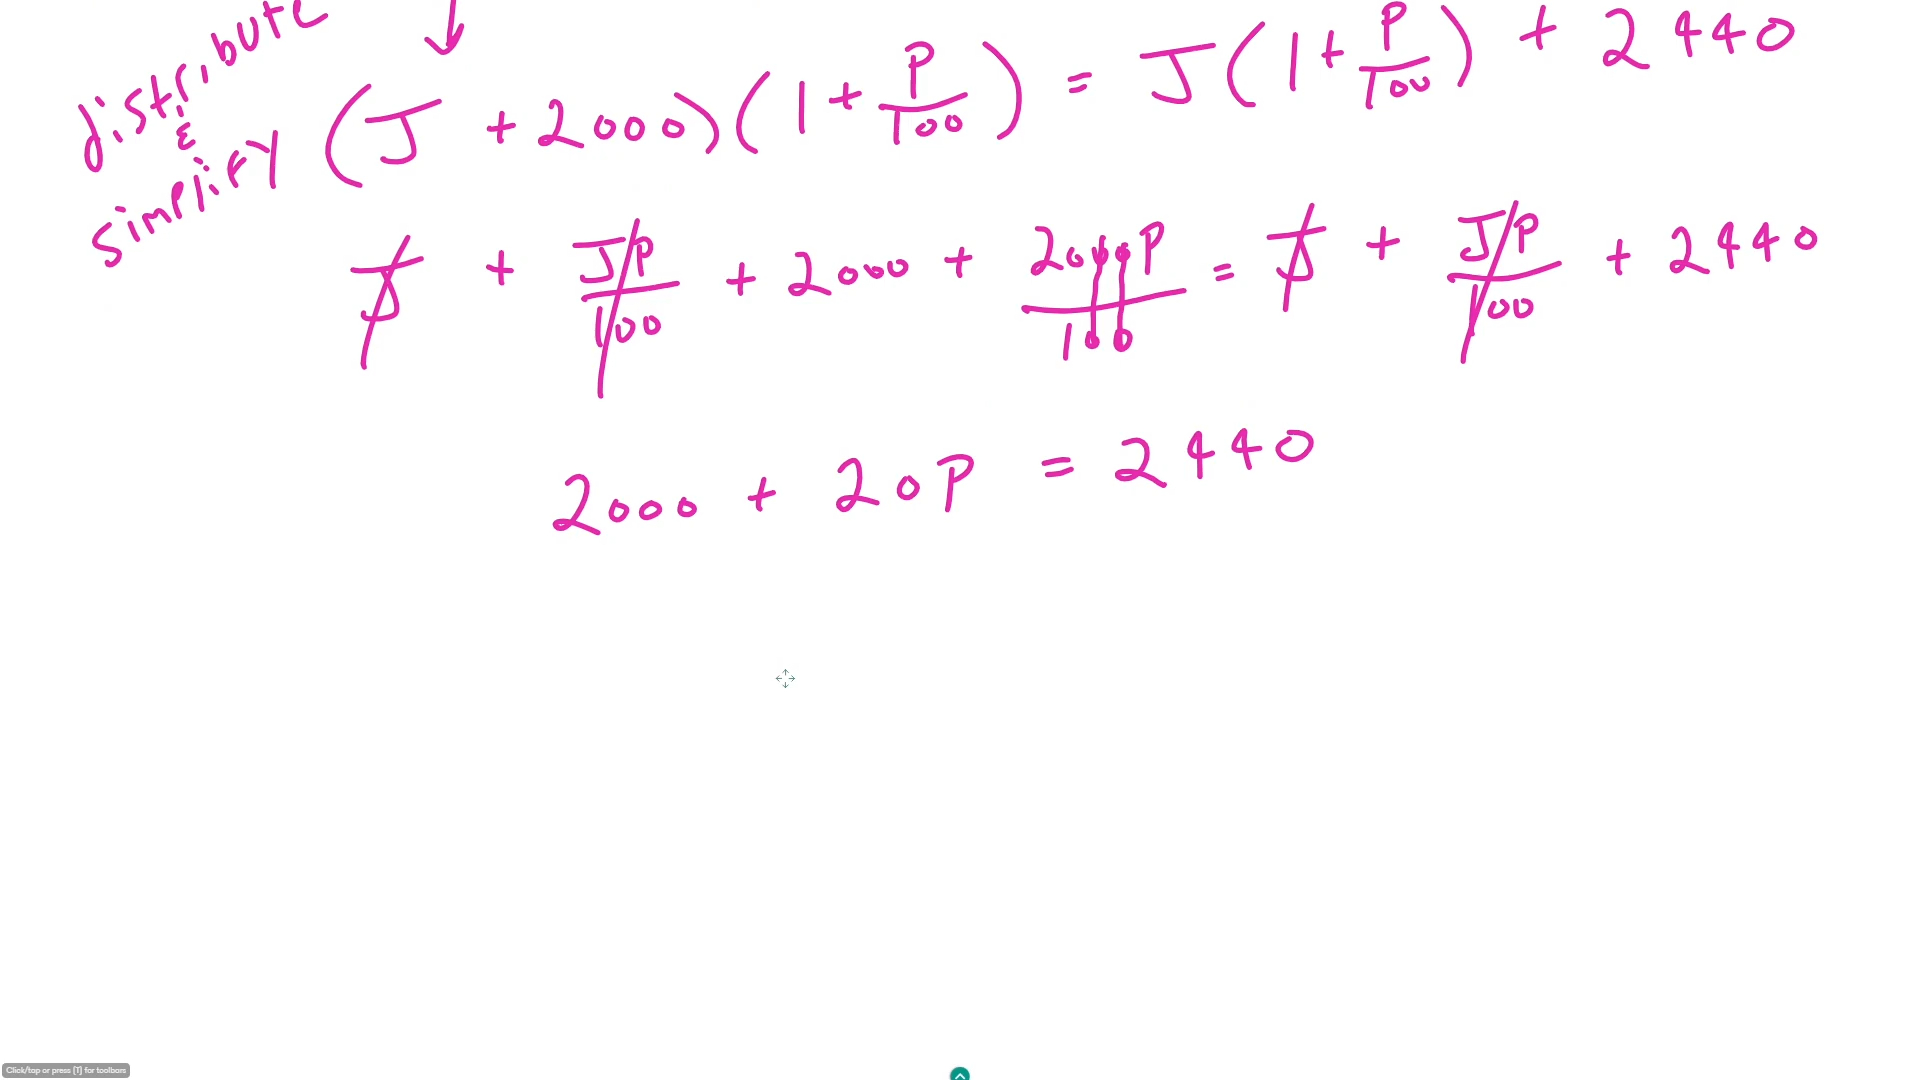 distribute
&
simplify
(J + 2000)(1 + P/100) = J(1 + P/100) + 2440
J + JP/100 + 2000 + 2000P/100 = J + JP/100 + 2440
2000 + 20P = 2440
Click/tap or press [T] for toolbars